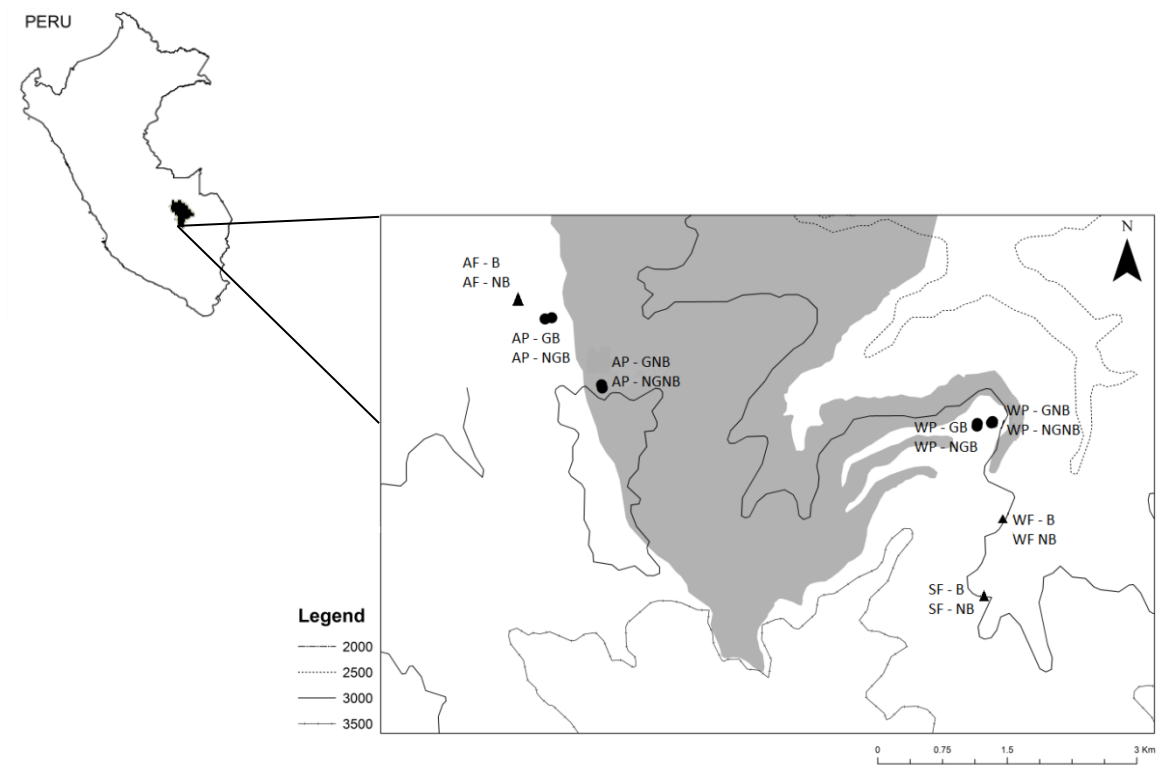 PERU
N
AF - B
AF - NB
AP - GB
AP - NGB
AP - GNB
AP - NGNB
WP - GNB
WP - NGNB
WP - GB
WP - NGB
WF - B
WF NB
SF - B
SF - NB
Legend
2000
2500
3000
3500
0 0.75 1.5 3 Km